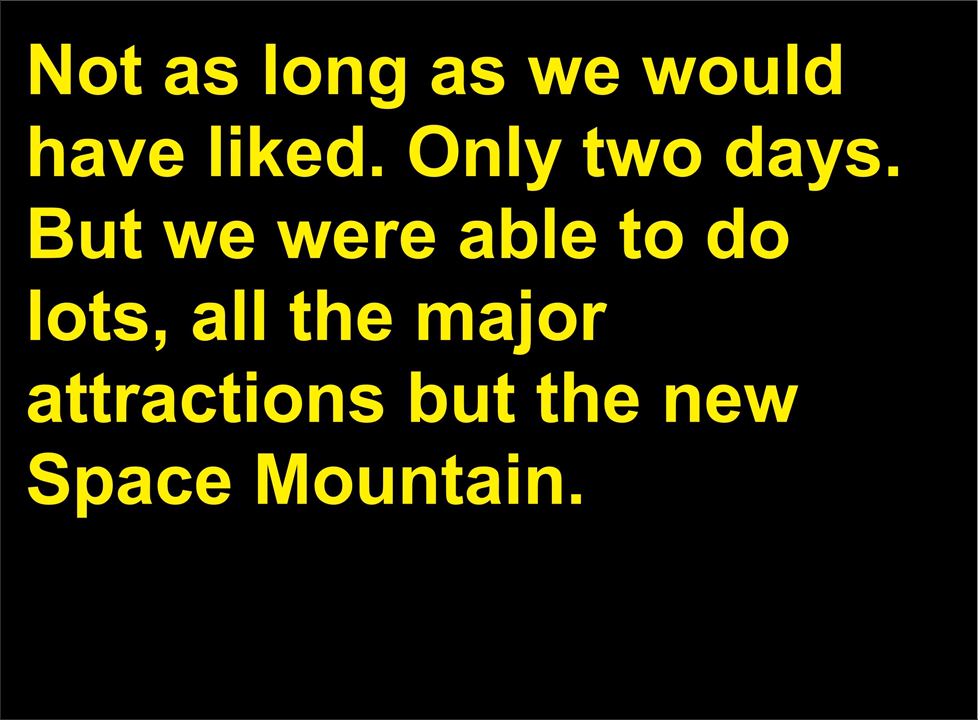 Not as long as we would
have liked. Only two days.
But we were able to do
lots, all the major
attractions but the new
Space Mountain.